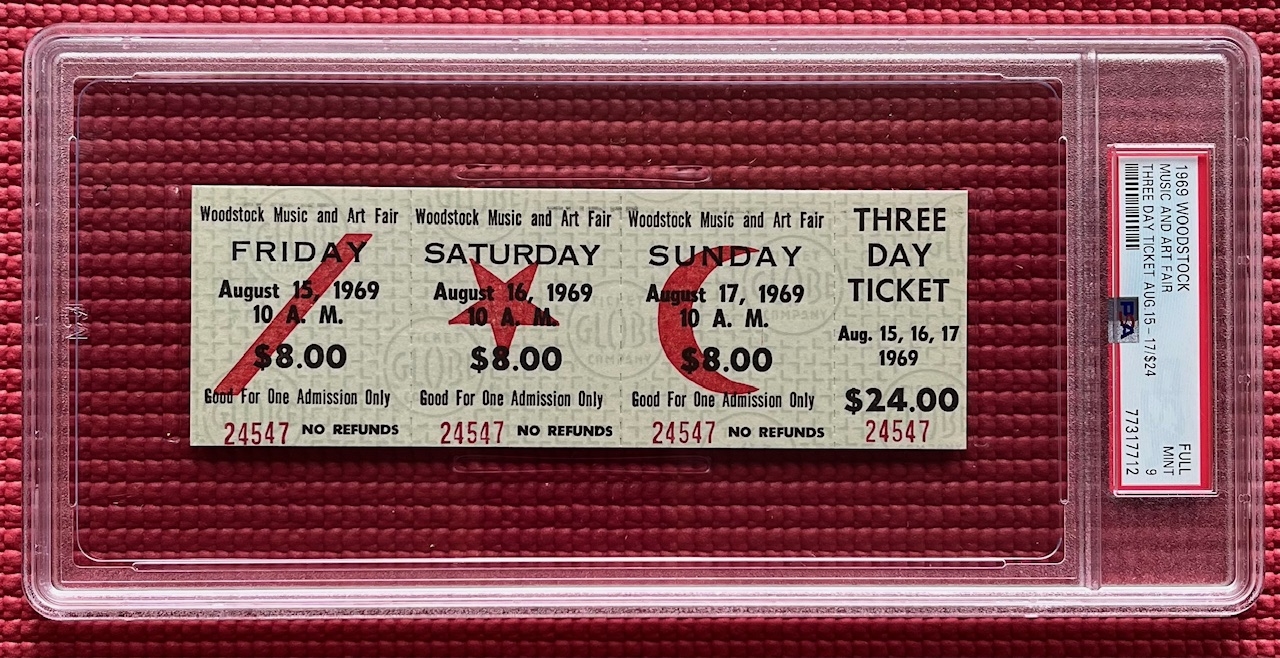 Woodstock Music and Art Fair
FRIDAY
August 15, 1969
10 A. M.
$8.00
Good For One Admission Only
24547 NO REFUNDS
Woodstock Music and Art Fair
SATURDAY
August 16, 1969
10 A. M.
$8.00
Good For One Admission Only
24547 NO REFUNDS
Woodstock Music and Art Fair
SUNDAY
August 17, 1969
10 A. M.
$8.00
Good For One Admission Only
24547 NO REFUNDS
THREE
DAY
TICKET
Aug. 15, 16, 17
1969
$24.00
24547
GLOBE
COMPANY
1969 WOODSTOCK FULL
MUSIC AND ART FAIR MINT
THREE DAY TICKET AUG.15 - 17/$24 9
77317712